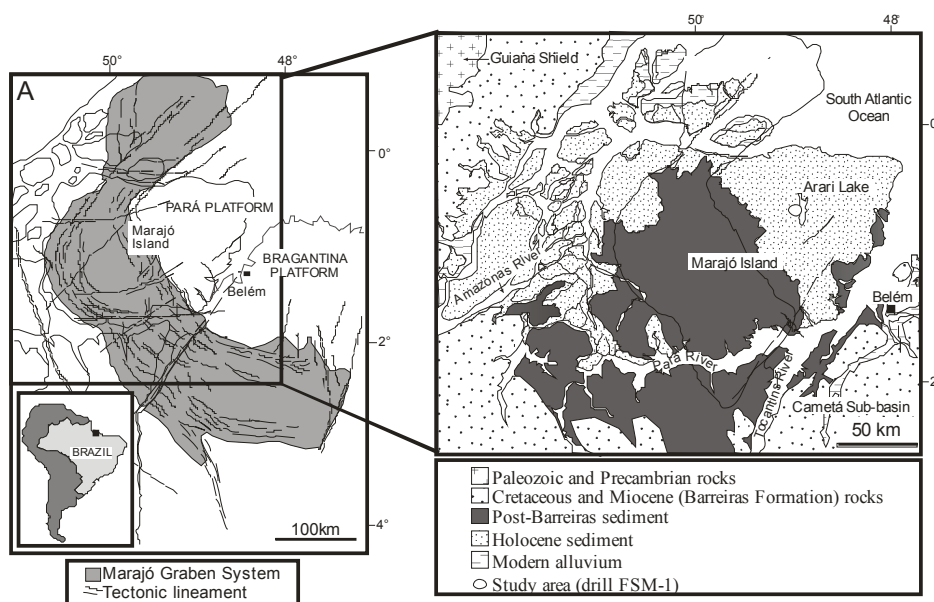 A
50°
48°
0°
2°
4°
PARÁ PLATFORM
Marajó
Island
BRAGANTINA
PLATFORM
Belém
BRAZIL
100km
Marajó Graben System
Tectonic lineament
50°
48°
0
2
Guiana Shield
South Atlantic
Ocean
Arari Lake
Amazonas River
Marajó Island
Belém
Pará River
Tocantins River
Cametá Sub-basin
50 km
Paleozoic and Precambrian rocks
Cretaceous and Miocene (Barreiras Formation) rocks
Post-Barreiras sediment
Holocene sediment
Modern alluvium
Study area (drill FSM-1)